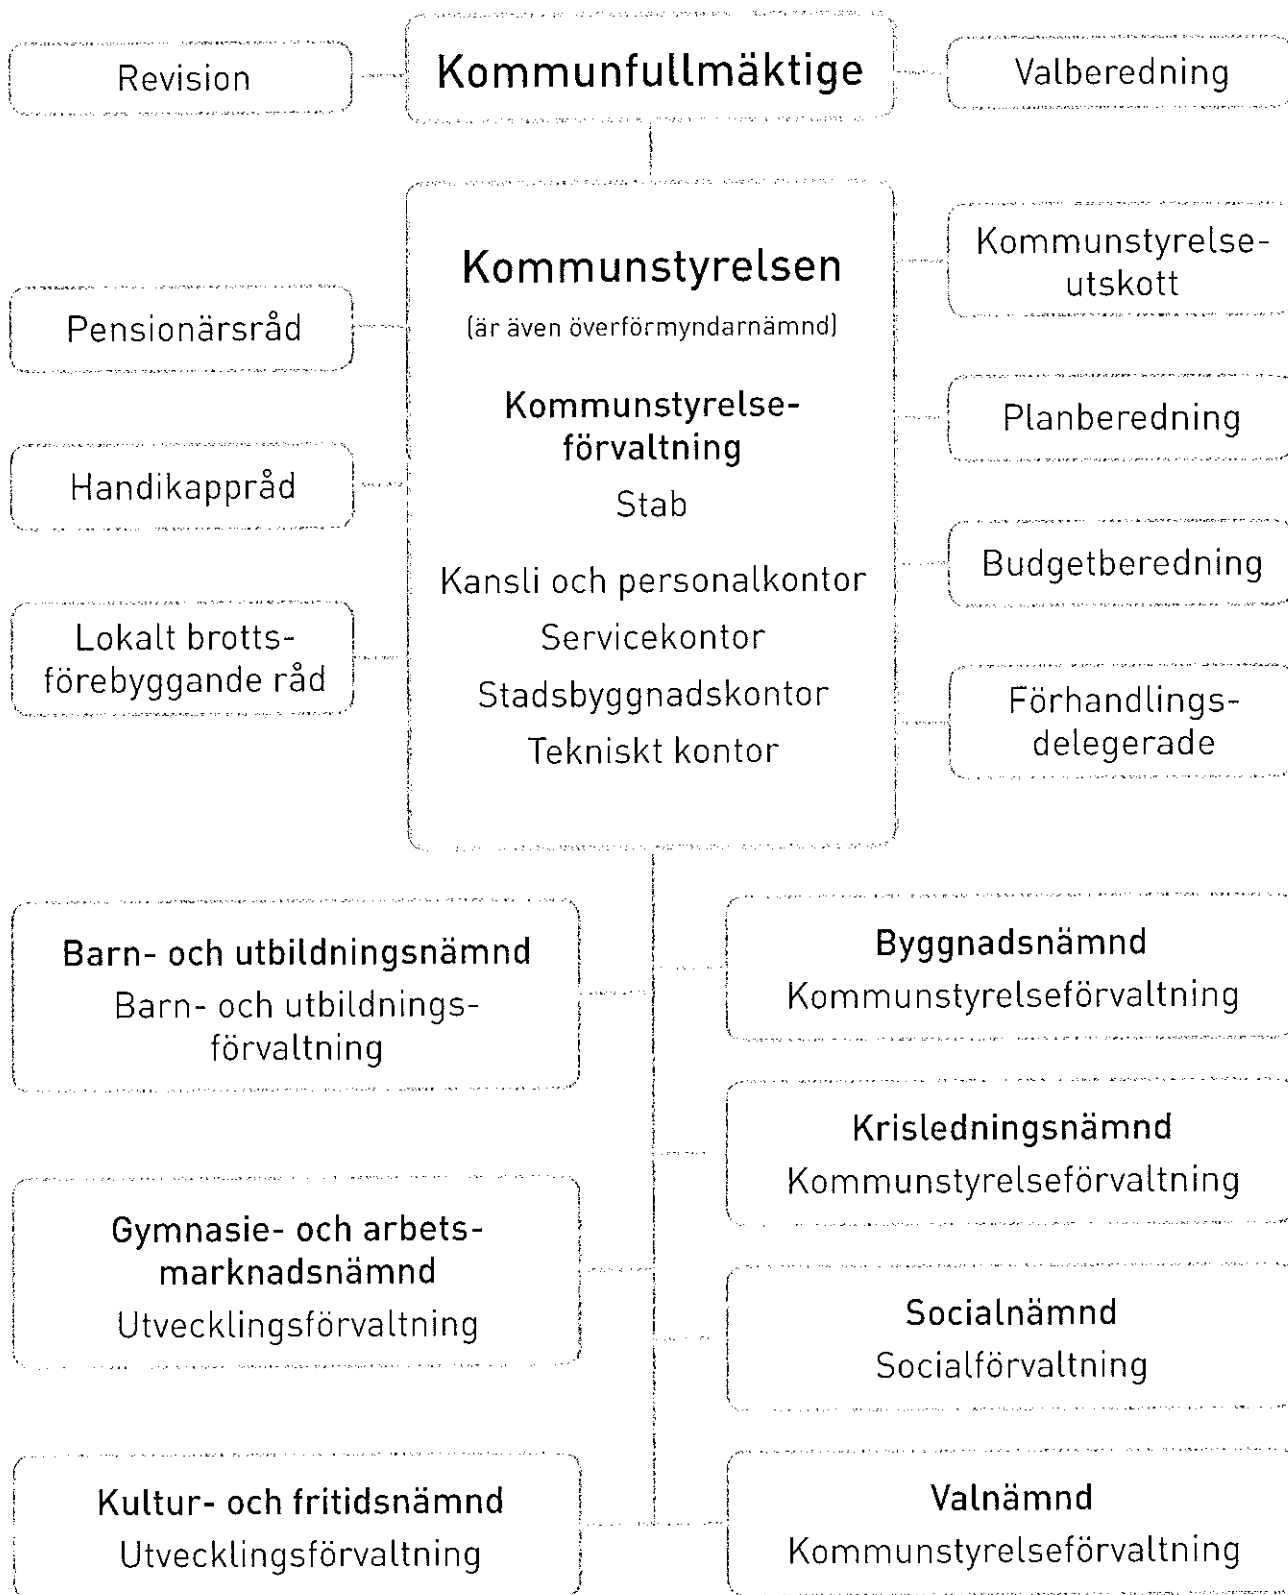 Revision
Kommunfullmäktige
Valberedning
Kommunstyrelsen
(är även överförmyndarnämnd)
Kommunstyrelse-
förvaltning
Stab
Kansli och personalkontor
Servicekontor
Stadsbyggnadskontor
Tekniskt kontor
Pensionärsråd
Handikappråd
Lokalt brotts-
förebyggande råd
Kommunstyrelse-
utskott
Planberedning
Budgetberedning
Förhandlings-
delegerade
Barn- och utbildningsnämnd
Barn- och utbildnings-
förvaltning
Gymnasie- och arbets-
marknadsnämnd
Utvecklingsförvaltning
Kultur- och fritidsnämnd
Utvecklingsförvaltning
Byggnadsnämnd
Kommunstyrelseförvaltning
Krisledningsnämnd
Kommunstyrelseförvaltning
Socialnämnd
Socialförvaltning
Valnämnd
Kommunstyrelseförvaltning